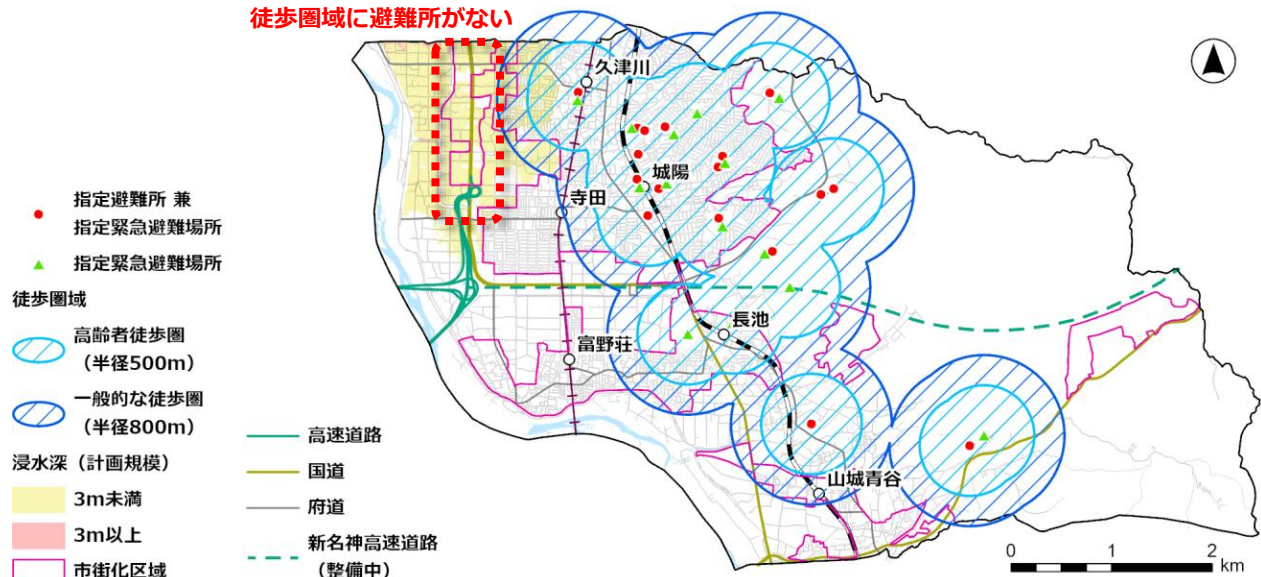 徒歩圏域に避難所がない
久津川
城陽
寺田
長池
富野荘
山城青谷
指定避難所 兼
指定緊急避難場所
指定緊急避難場所
徒歩圏域
高齢者徒歩圏
（半径500m）
一般的な徒歩圏
（半径800m）
浸水深（計画規模）
3m未満
3m以上
市街化区域
高速道路
国道
府道
新名神高速道路
（整備中）
0 1 2
km